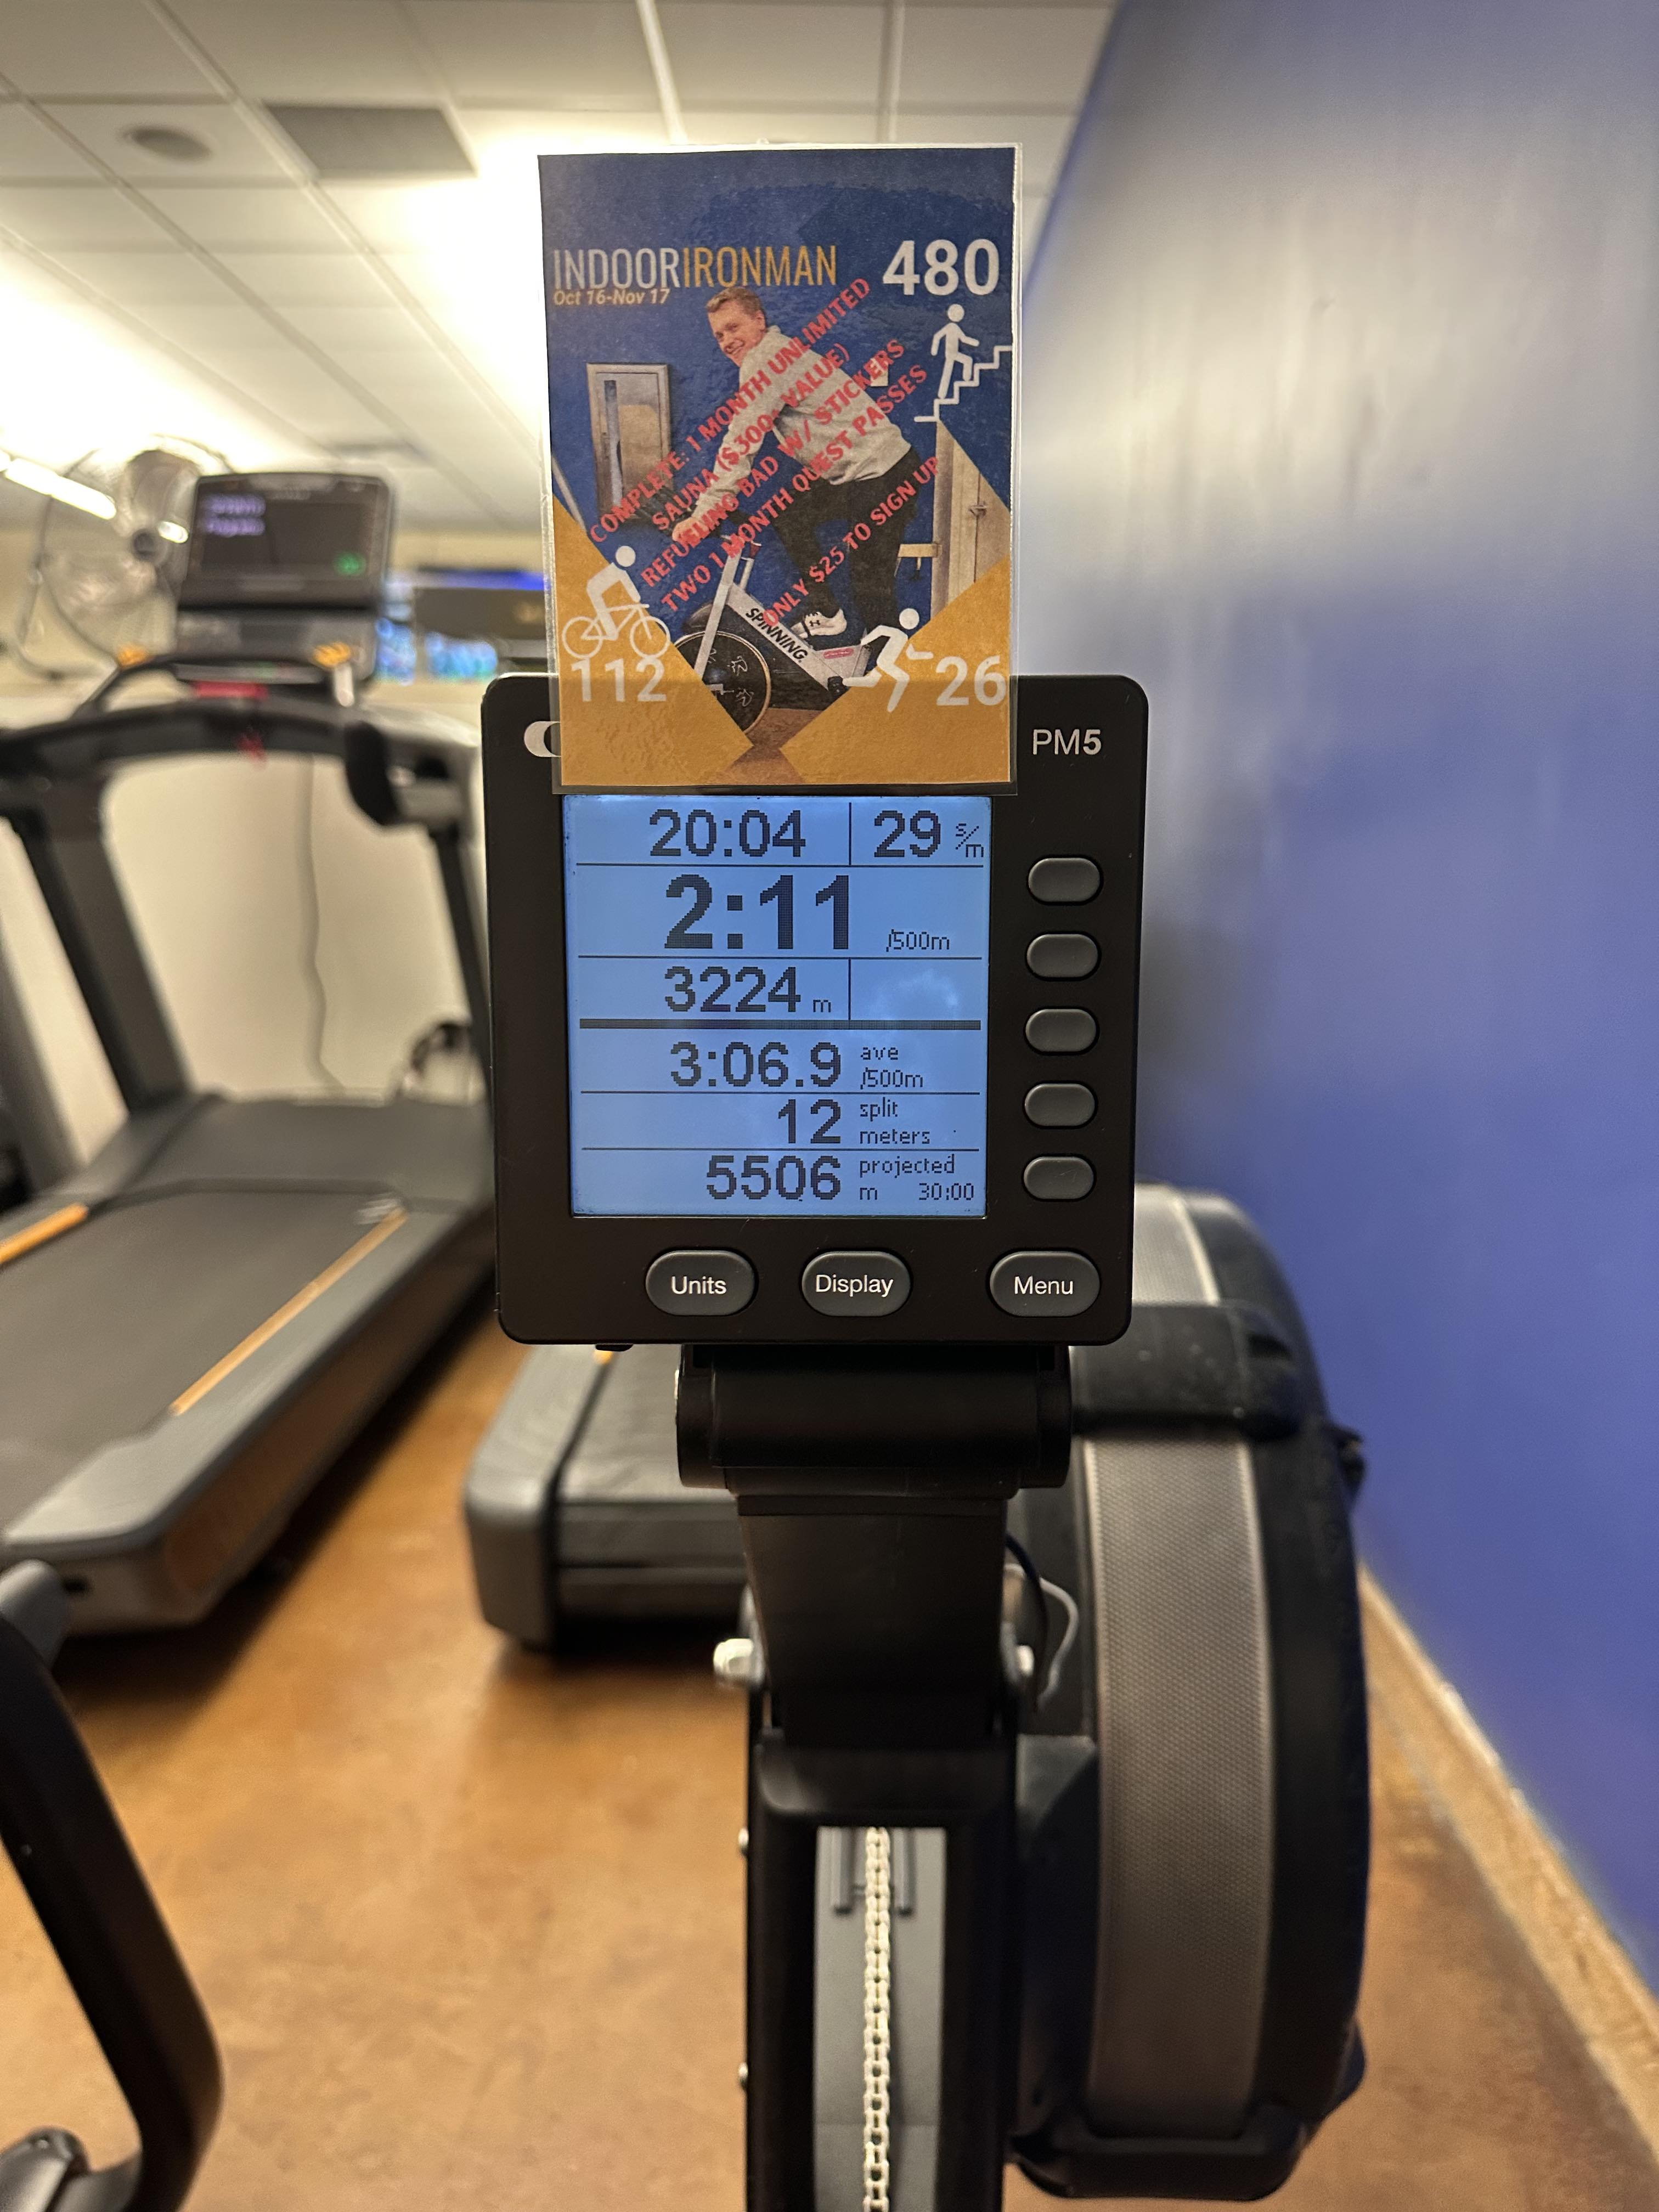 INDOORIRONMAN 480
Oct 16-Nov 17
COMPLETE: 1 MONTH UNLIMITED
SAUNA ($300+ VALUE)
REFUELING BAD W/ STICKERS
TWO 1 MONTH QUEST PASSES
ONLY $25 TO SIGN UP
SPINNING
112
26
PM5
20:04 29 s/m
2:11 /500m
3224 m
3:06.9 ave /500m
12 split meters
5506 projected m 30:00
Units Display Menu